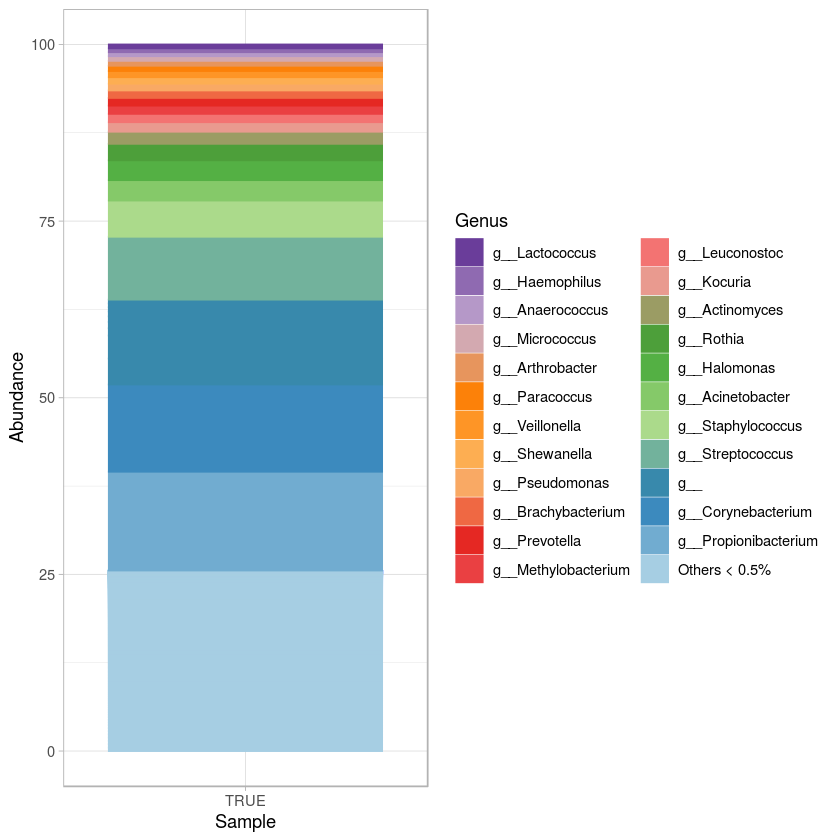 100
75
50
25
0
Abundance
TRUE
Sample
Genus
g__Lactococcus
g__Haemophilus
g__Anaerococcus
g__Micrococcus
g__Arthrobacter
g__Paracoccus
g__Veillonella
g__Shewanella
g__Pseudomonas
g__Brachybacterium
g__Prevotella
g__Methylobacterium
g__Leuconostoc
g__Kocuria
g__Actinomyces
g__Rothia
g__Halomonas
g__Acinetobacter
g__Staphylococcus
g__Streptococcus
g__
g__Corynebacterium
g__Propionibacterium
Others < 0.5%